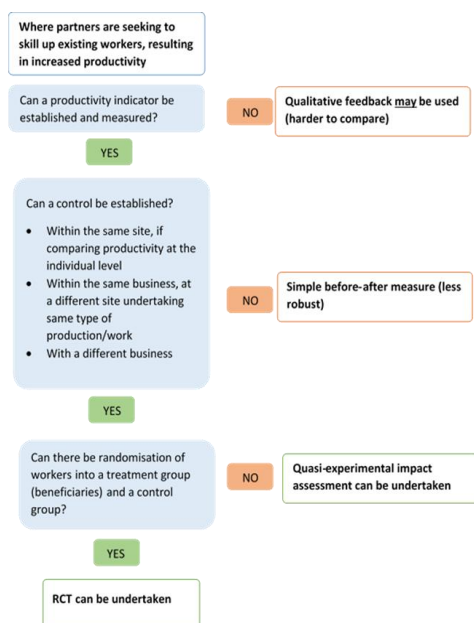 Where partners are seeking to
skill up existing workers, resulting
in increased productivity
Can a productivity indicator be
established and measured?
NO
Qualitative feedback may be used
(harder to compare)
YES
Can a control be established?
• Within the same site, if
comparing productivity at the
individual level
• Within the same business, at
a different site undertaking
same type of
production/work
• With a different business
NO
Simple before-after measure (less
robust)
YES
Can there be randomisation of
workers into a treatment group
(beneficiaries) and a control
group?
NO
Quasi-experimental impact
assessment can be undertaken
YES
RCT can be undertaken